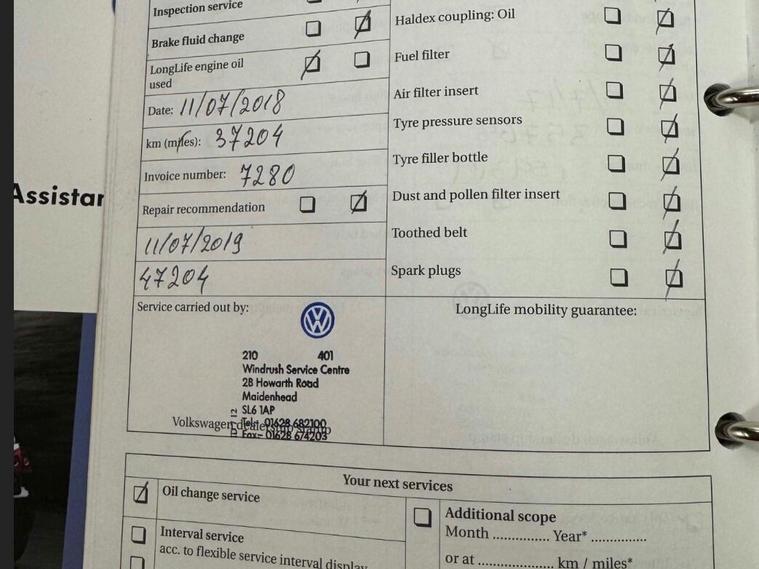 Inspection service
Brake fluid change
LongLife engine oil
used
Date: 11/07/2018
km (miles): 37204
Invoice number: 7280
Repair recommendation
11/07/2019
47204
Service carried out by:
210 401
Windrush Service Centre
2B Howarth Road
Maidenhead
SL6 1AP
Tel:- 01628 682100
Fax:- 01628 674203
Volkswagen dealership stamp
Haldex coupling: Oil
Fuel filter
Air filter insert
Tyre pressure sensors
Tyre filler bottle
Dust and pollen filter insert
Toothed belt
Spark plugs
LongLife mobility guarantee:
Your next services
Oil change service
Interval service
acc. to flexible service interval display
Additional scope
Month .............. Year* ..............
or at ................... km / miles*
Assistan